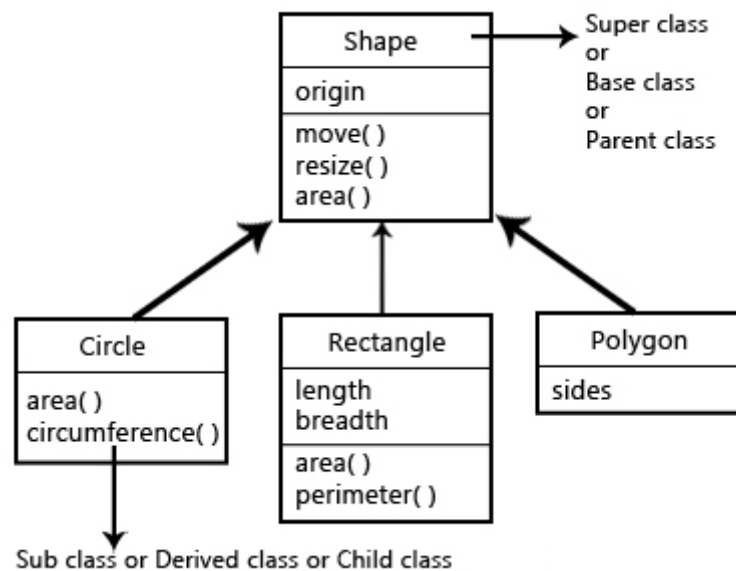 Shape
origin
move( )
resize( )
area( )
Super class
or
Base class
or
Parent class
Circle
area( )
circumference( )
Rectangle
length
breadth
area( )
perimeter( )
Polygon
sides
Sub class or Derived class or Child class